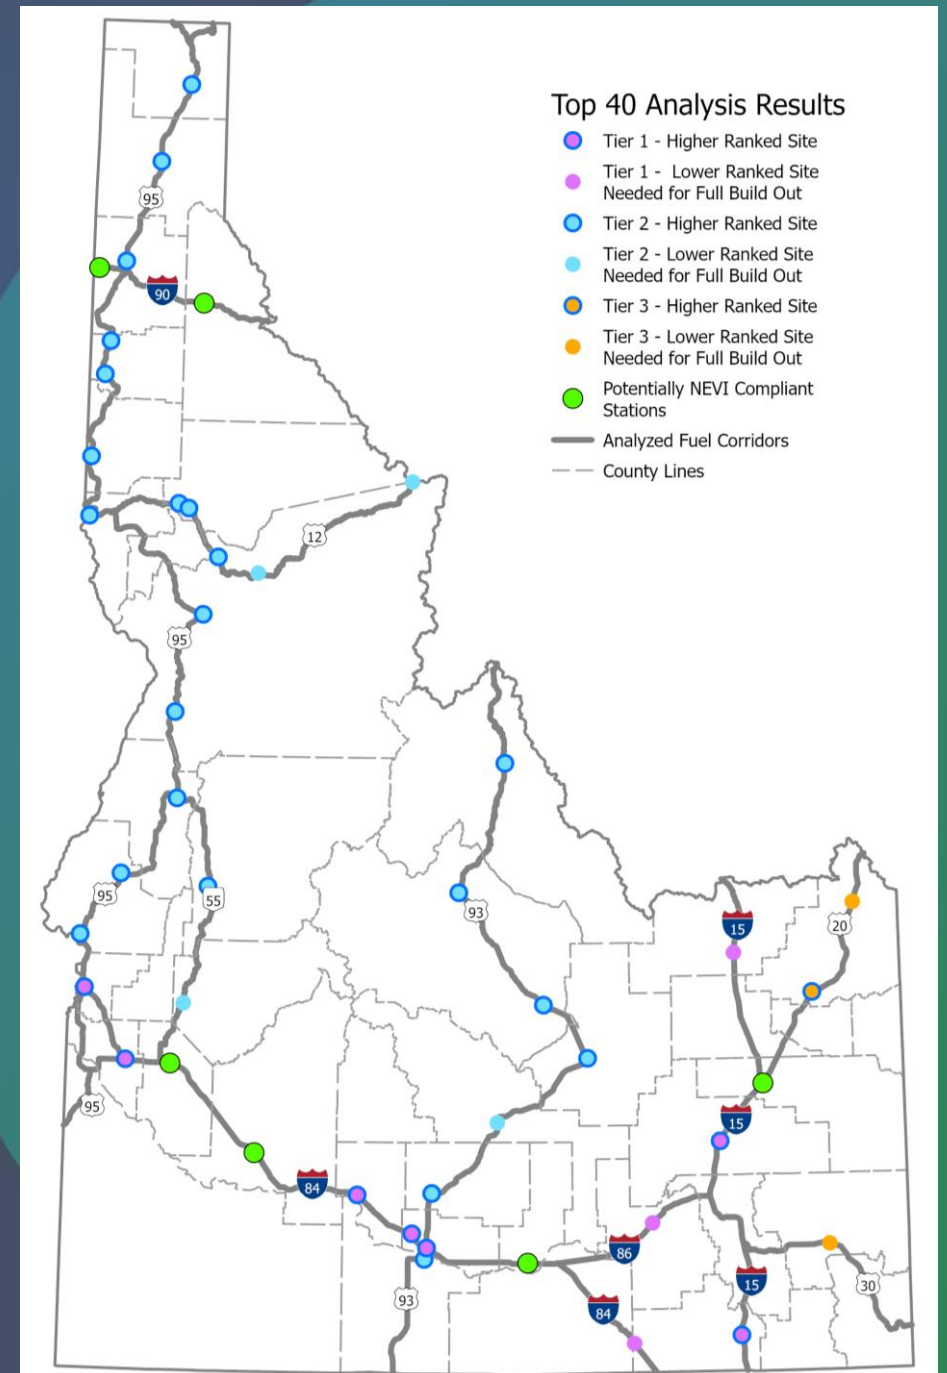 Top 40 Analysis Results
Tier 1 - Higher Ranked Site
Tier 1 - Lower Ranked Site
Needed for Full Build Out
Tier 2 - Higher Ranked Site
Tier 2 - Lower Ranked Site
Needed for Full Build Out
Tier 3 - Higher Ranked Site
Tier 3 - Lower Ranked Site
Needed for Full Build Out
Potentially NEVI Compliant
Stations
Analyzed Fuel Corridors
County Lines
95
90
12
95
95
55
93
15
20
95
15
84
86
15
30
93
84